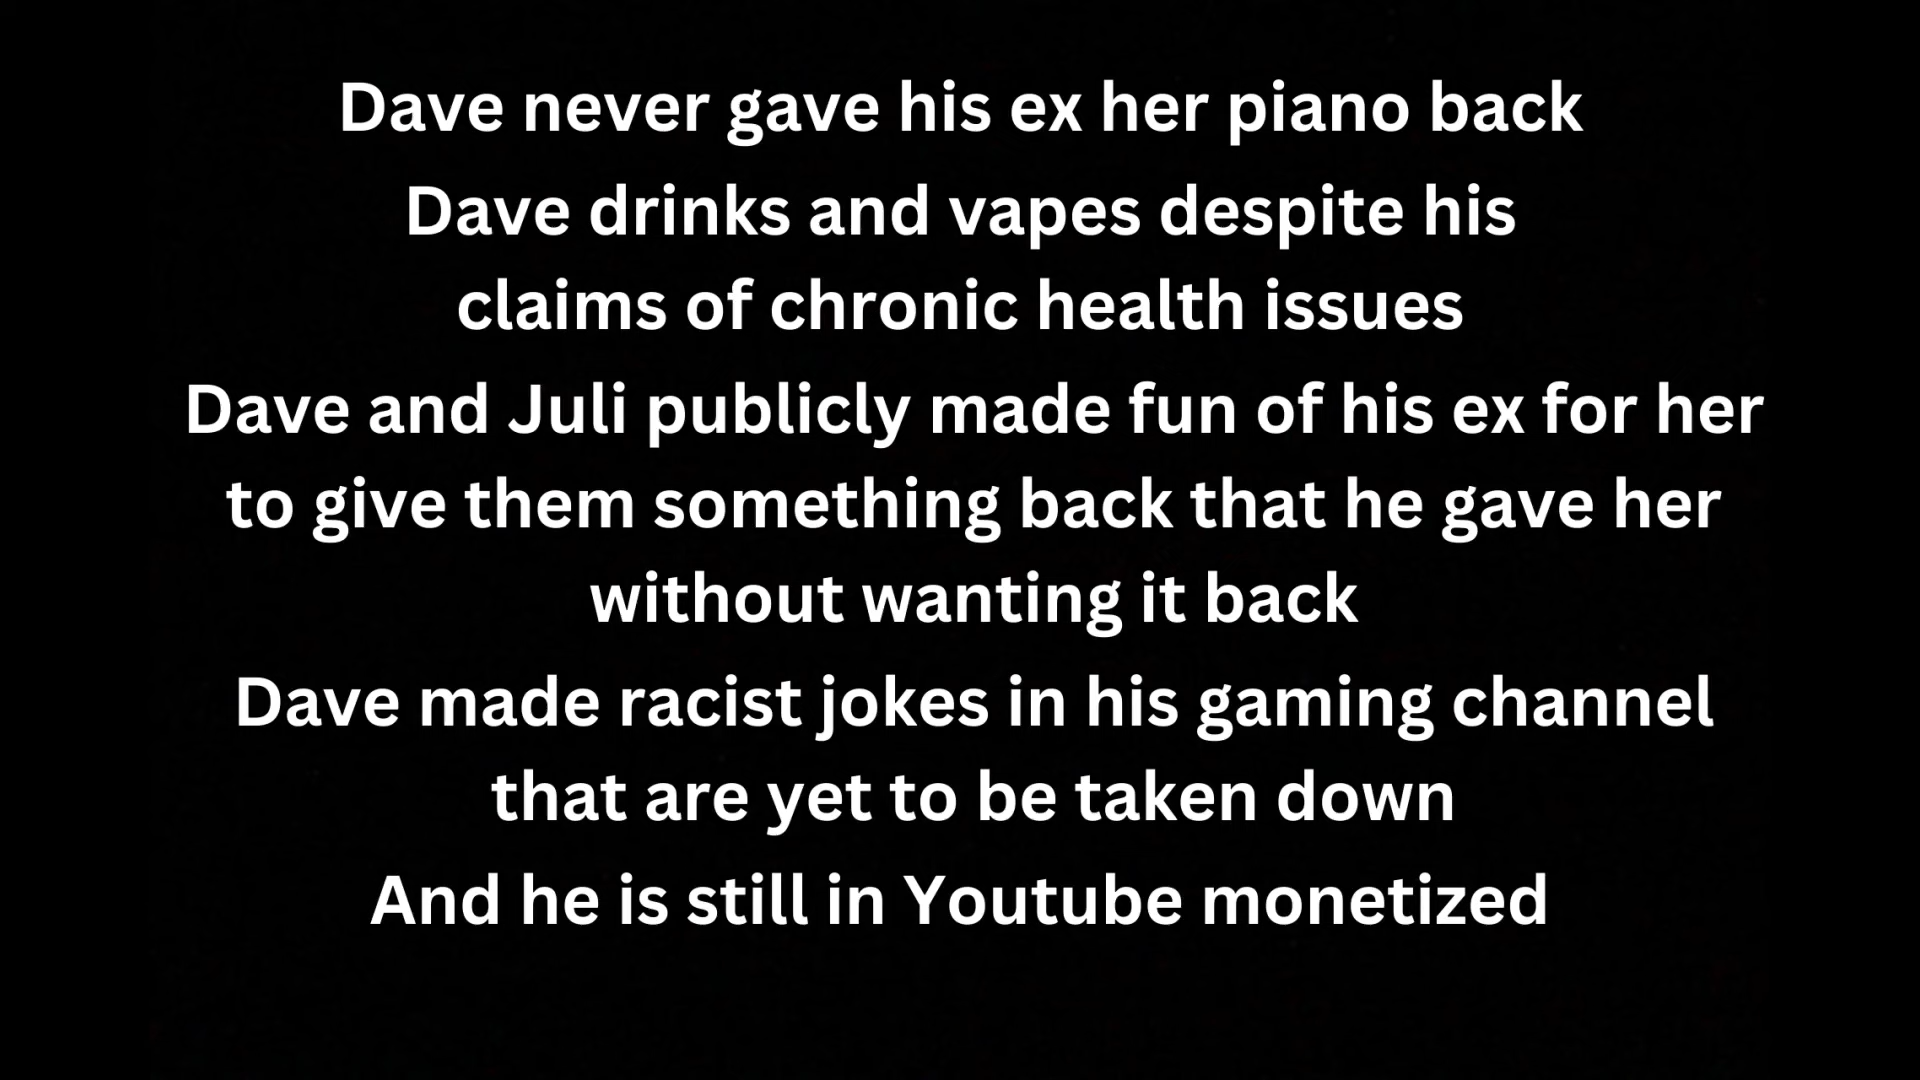 Dave never gave his ex her piano back
Dave drinks and vapes despite his
claims of chronic health issues
Dave and Juli publicly made fun of his ex for her
to give them something back that he gave her
without wanting it back
Dave made racist jokes in his gaming channel
that are yet to be taken down
And he is still in Youtube monetized